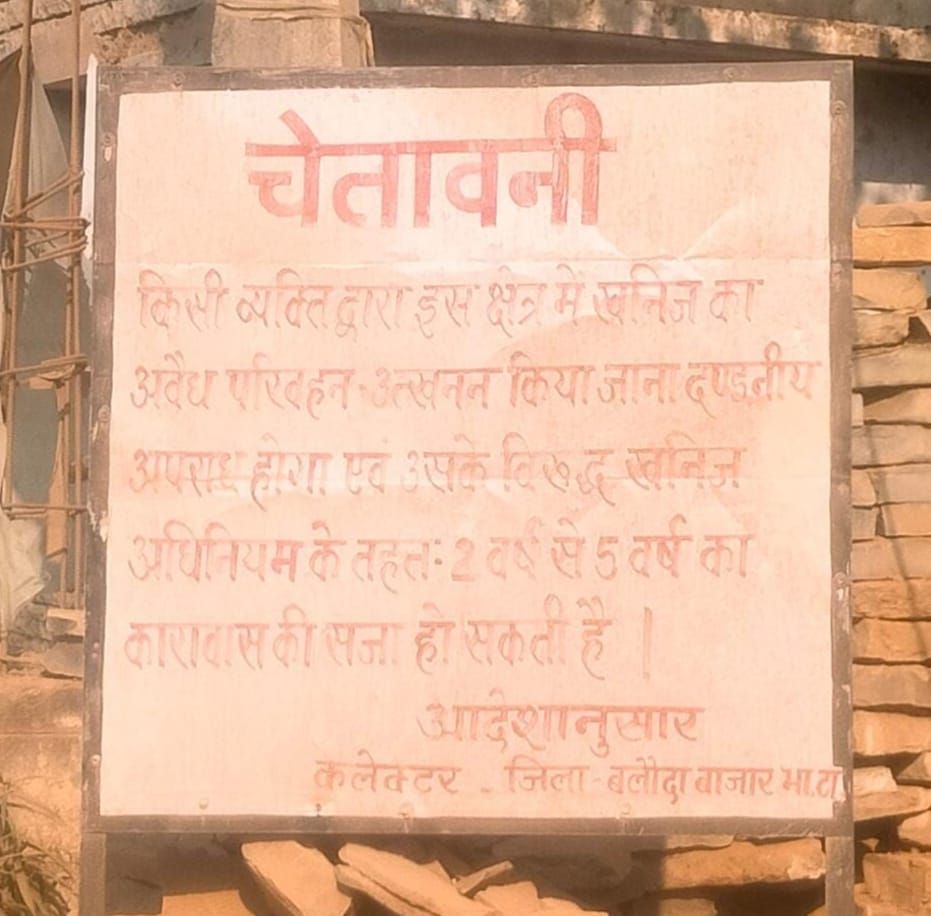 चेतावनी
किसी व्यक्ति द्वारा इस क्षेत्र में खनिज का
अवैध परिवहन-उत्खनन किया जाना दण्डनीय
अपराध होगा एवं उसके विरूद्ध खनिज
अधिनियम के तहतः 2 वर्ष से 5 वर्ष का
कारावास की सजा हो सकती है |
आदेशानुसार
कलेक्टर - जिला - बलौदा बाजार भा.टा.